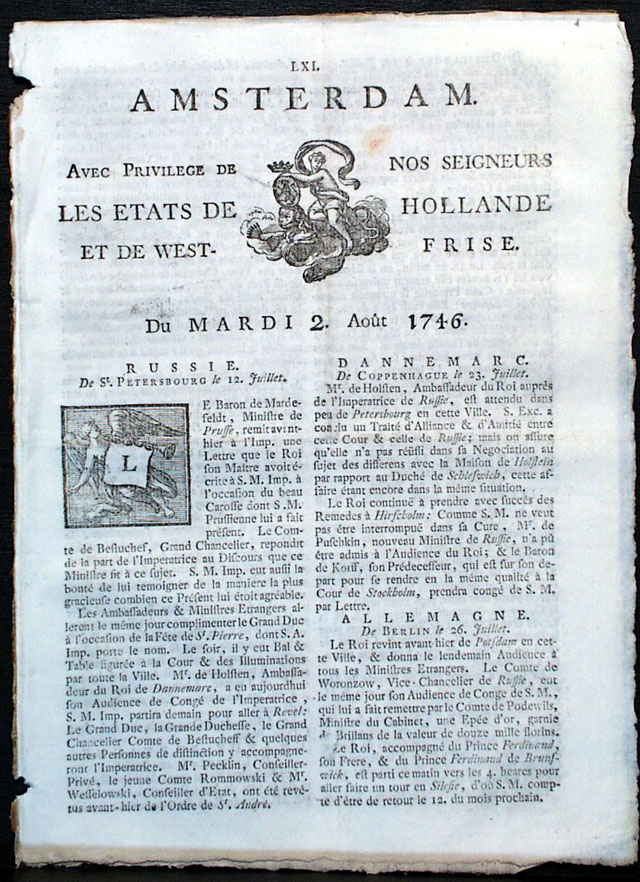 LXI.
AMSTERDAM.
AVEC PRIVILEGE DE NOS SEIGNEURS
LES ETATS DE HOLLANDE
ET DE WEST- FRISE.
Du MARDI 2. Août 1746.
RUSSIE.
De St. PETERSBOURG le 12. Juillet.
LE Baron de Marde-
feldt, Ministre de
Prusse, remit avant-
hier à l'Imp. une
Lettre que le Roi
son Maître avoit é-
crite à S. M. Imp. à
l'occasion du beau
Carosse dont S. M.
Prussienne lui a fait
présent. Le Com-
te de Bestuchef, Grand Chancelier, repondit
de la part de l'Imperatrice au Discours que ce
Ministre fit à ce sujet. S. M. Imp. eut aussi la
bonté de lui temoigner de la maniere la plus
gracieuse combien ce Présent lui étoit agréable.
Les Ambassadeurs & Ministres Etrangers al-
lerent le même jour complimenter le Grand Duc
à l'occasion de la Fête de St. Pierre, dont S. A.
Imp. porte le nom. Le soir, il y eut Bal &
Table figurée à la Cour & des Illuminations
par toute la Ville. Mr. de Holsten, Ambassa-
deur du Roi de Dannemarc, a eu aujourd'hui
son Audience de Congé de l'Imperatrice,
S. M. Imp. partira demain pour aller à Revel:
Le Grand Duc, la Grande Duchesse, le Grand
Chancelier Comte de Bestucheff & quelques
autres Personnes de distinction y accompagne-
ront l'Imperatrice. Mr. Pecklin, Conseiller-
Privé, le jeune Comte Rommowski & Mr.
Wesselowski, Conseiller d'Etat, ont été revê-
tus avant-hier de l'Ordre de St. André.
DANNEMARC.
De COPPENHAGUE le 23. Juillet.
Mr. de Holsten, Ambassadeur du Roi auprés
de l'Imperatrice de Russie, est attendu dans
peu de Petersbourg en cette Ville. S. Exc. a
conclu un Traité d'Alliance & d'Amitié entre
cette Cour & celle de Russie; mais on assure
qu'elle n'a pas réussi dans sa Negociation au
sujet des differens avec la Maison de Holstein
par rapport au Duché de Sleswich, cette af-
faire étant encore dans la même situation.
Le Roi continue à prendre avec succès des
Remedes à Hirscholm: Comme S. M. ne veut
pas être interrompuë dans sa Cure, Mr. de
Puschkin, nouveau Ministre de Russie, n'a pû
être admis à l'Audience du Roi; & le Baron
de Korff, son Prédecesseur, qui est sur son de-
part pour se rendre en la même qualité à la
Cour de Stockholm, prendra congé de S. M.
par Lettre.
ALLEMAGNE.
De BERLIN le 26. Juillet.
Le Roi revint avant-hier de Potsdam en cet-
te Ville, & donna le lendemain Audience à
tous les Ministres Etrangers. Le Comte de
Woronzow, Vice-Chancelier de Russie, eut
le même jour son Audience de Congé de S. M.,
qui lui a fait remettre par le Comte de Podewils,
Ministre du Cabinet, une Epée d'or, garnie
de Brillans de la valeur de douze mille florins.
Le Roi, accompagné du Prince Ferdinand,
son Frere, & du Prince Ferdinand de Brunf-
wick, est parti ce matin vers les 4. heures pour
aller faire un tour en Silesie, d'où S. M. comp-
te d'être de retour le 12. du mois prochain.